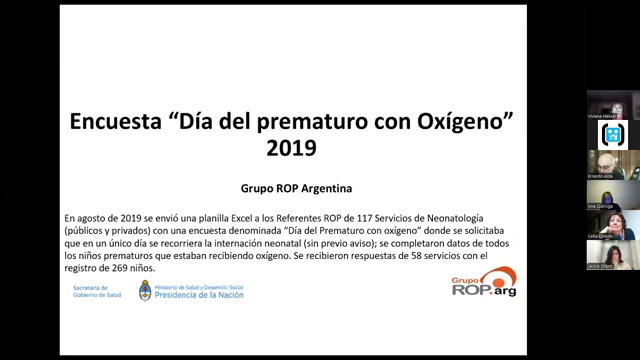 Encuesta “Día del prematuro con Oxígeno”
2019
Grupo ROP Argentina
En agosto de 2019 se envió una planilla Excel a los Referentes ROP de 117 Servicios de Neonatología
(públicos y privados) con una encuesta denominada “Día del Prematuro con oxígeno” donde se solicitaba
que en un único día se recorriera la internación neonatal (sin previo aviso); se completaron datos de todos
los niños prematuros que estaban recibiendo oxígeno. Se recibieron respuestas de 58 servicios con el
registro de 269 niños.
Secretaría de
Gobierno de Salud
Ministerio de Salud y Desarrollo Social
Presidencia de la Nación
Grupo
ROP.arg
Ernesto Alda
Ana Quiroga